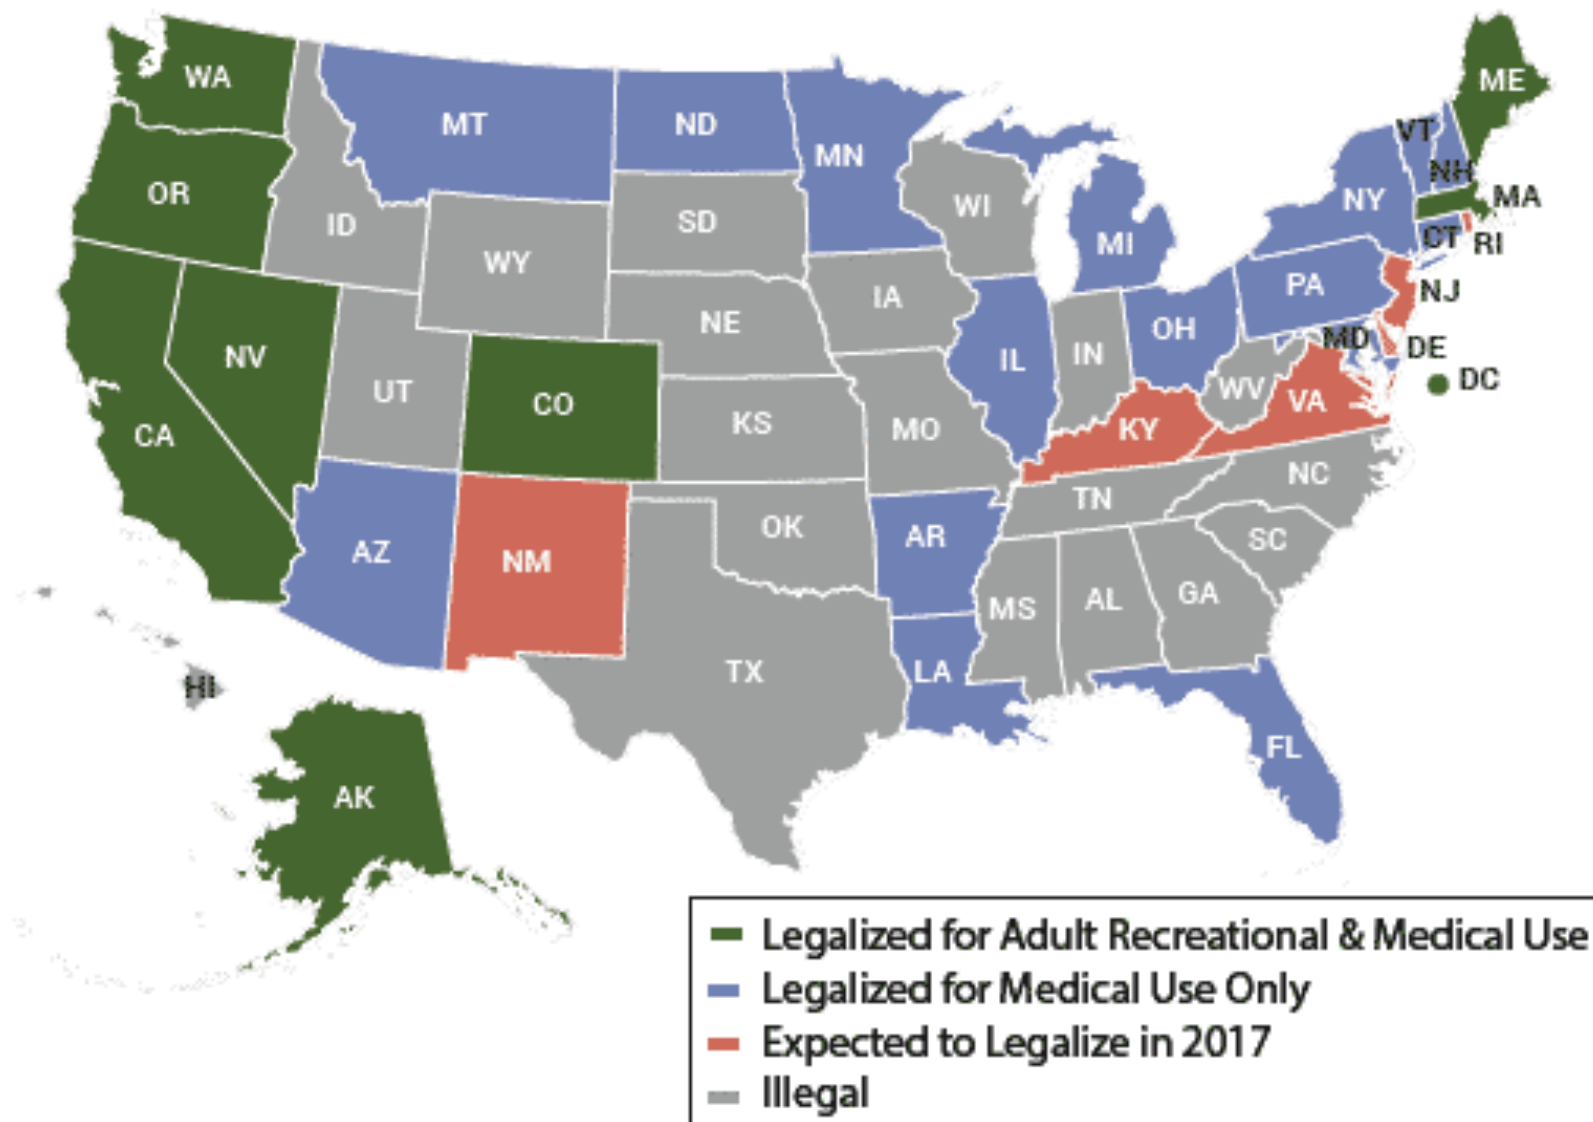 WA
MT
ND
MN
ME
VT
NH
MA
OR
ID
WY
SD
WI
MI
NY
CT
RI
NV
UT
CO
NE
IA
IL
IN
OH
PA
NJ
MD
DE
DC
CA
KS
MO
KY
WV
VA
AZ
NM
OK
AR
TN
NC
SC
MS
AL
GA
TX
LA
FL
HI
AK
Legalized for Adult Recreational & Medical Use
Legalized for Medical Use Only
Expected to Legalize in 2017
Illegal